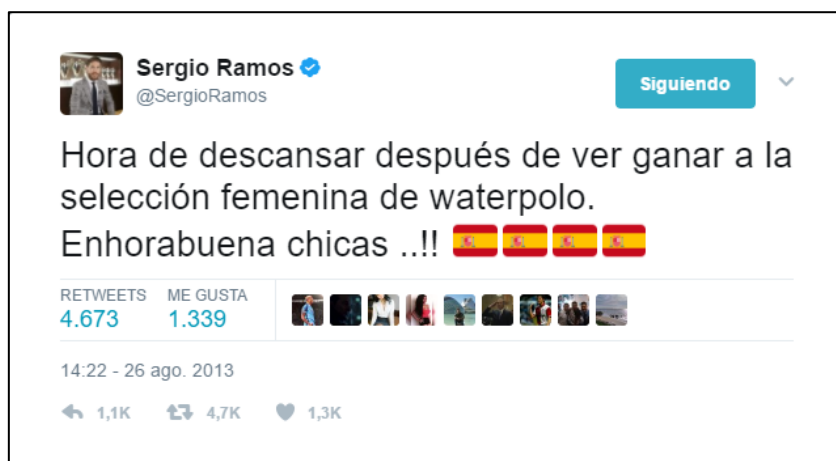 Sergio Ramos
@SergioRamos
Siguiendo
Hora de descansar después de ver ganar a la
selección femenina de waterpolo.
Enhorabuena chicas ..!! 🇪🇸🇪🇸🇪🇸🇪🇸
RETWEETS ME GUSTA
4.673 1.339
14:22 - 26 ago. 2013
1,1K 4,7K 1,3K